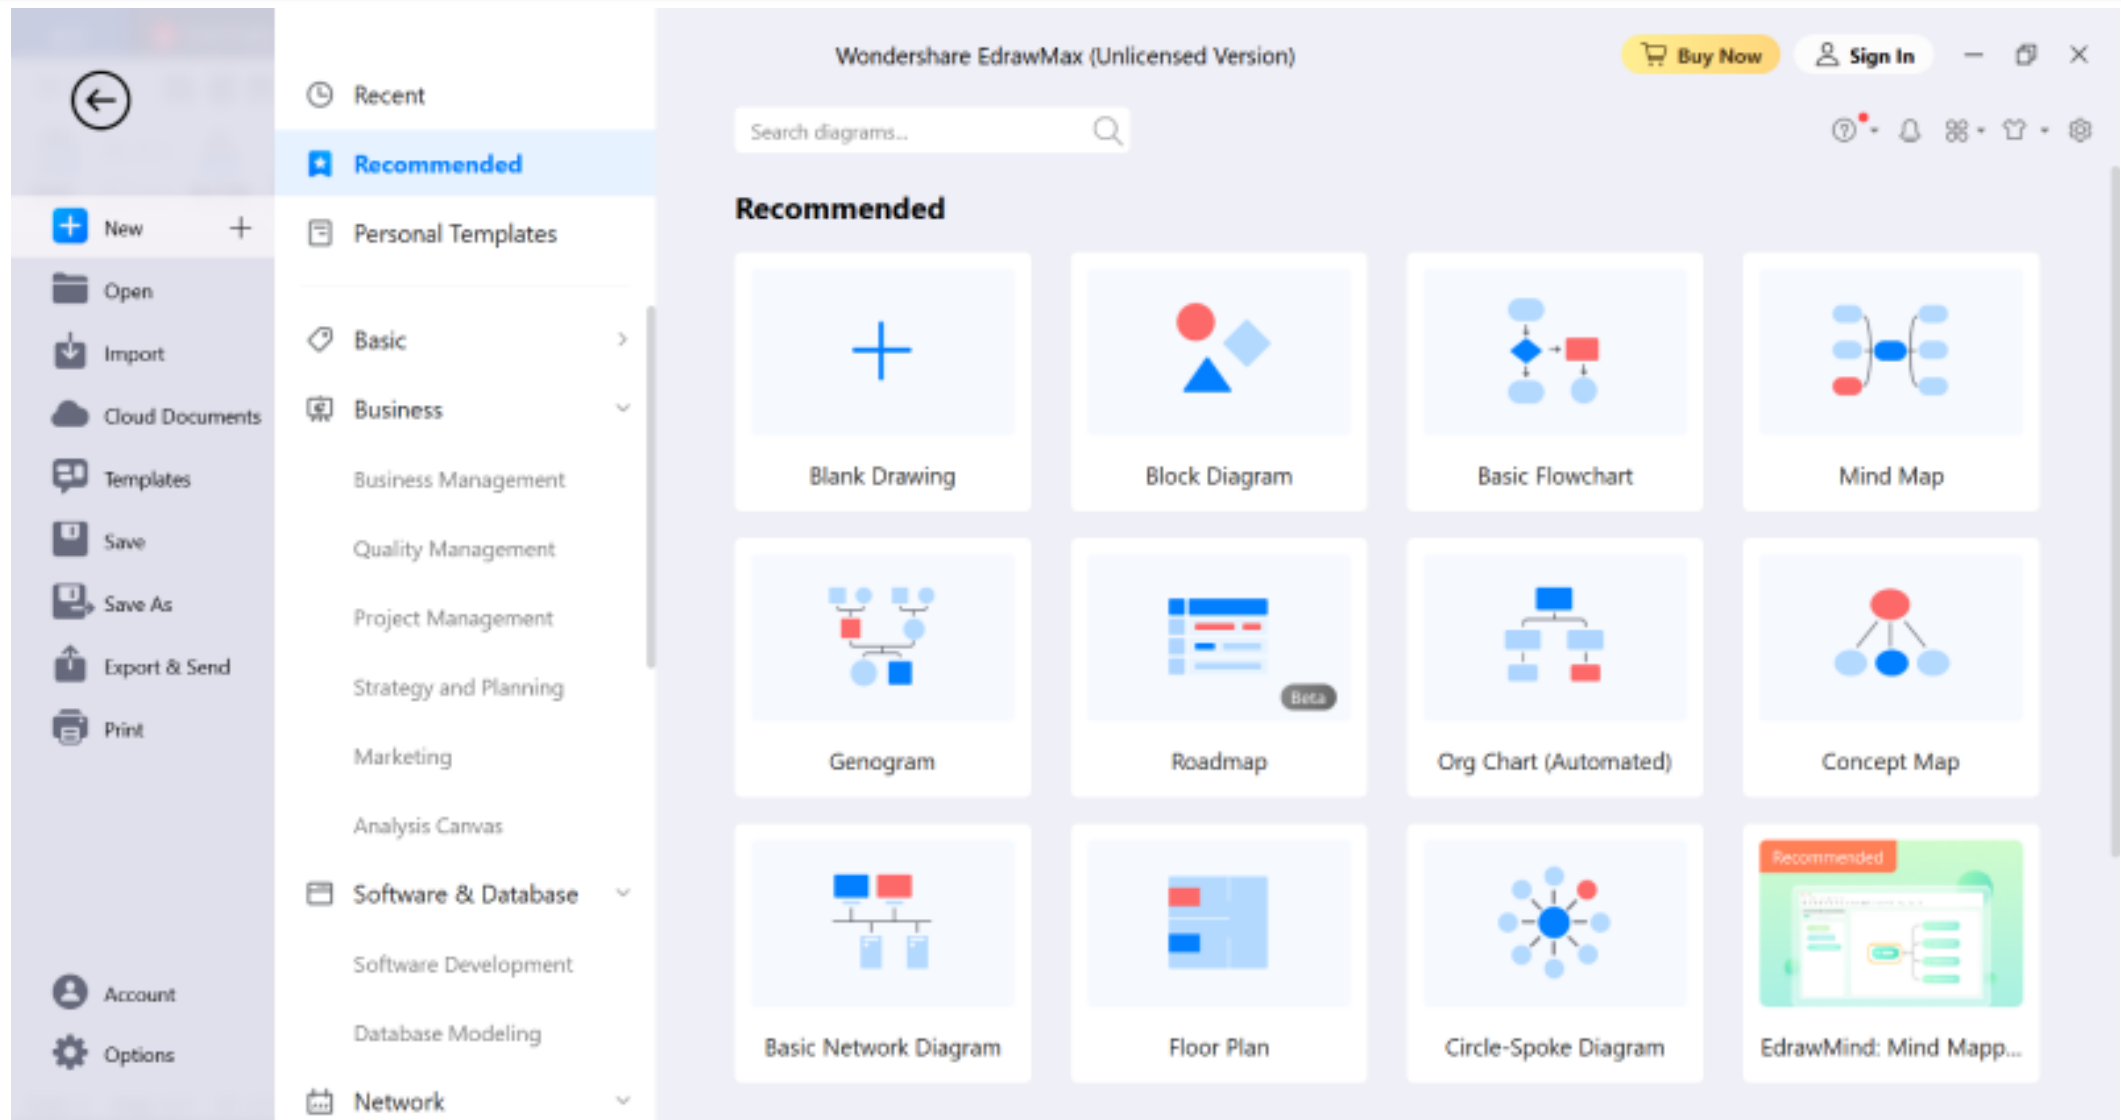 Wondershare EdrawMax (Unlicensed Version)
Buy Now
Sign In
New
Open
Import
Cloud Documents
Templates
Save
Save As
Export & Send
Print
Account
Options
Recent
Recommended
Personal Templates
Basic
Business
Business Management
Quality Management
Project Management
Strategy and Planning
Marketing
Analysis Canvas
Software & Database
Software Development
Database Modeling
Network
Search diagrams...
Recommended
Blank Drawing
Block Diagram
Basic Flowchart
Mind Map
Beta
Genogram
Roadmap
Org Chart (Automated)
Concept Map
Recommended
Basic Network Diagram
Floor Plan
Circle-Spoke Diagram
EdrawMind: Mind Mapp...